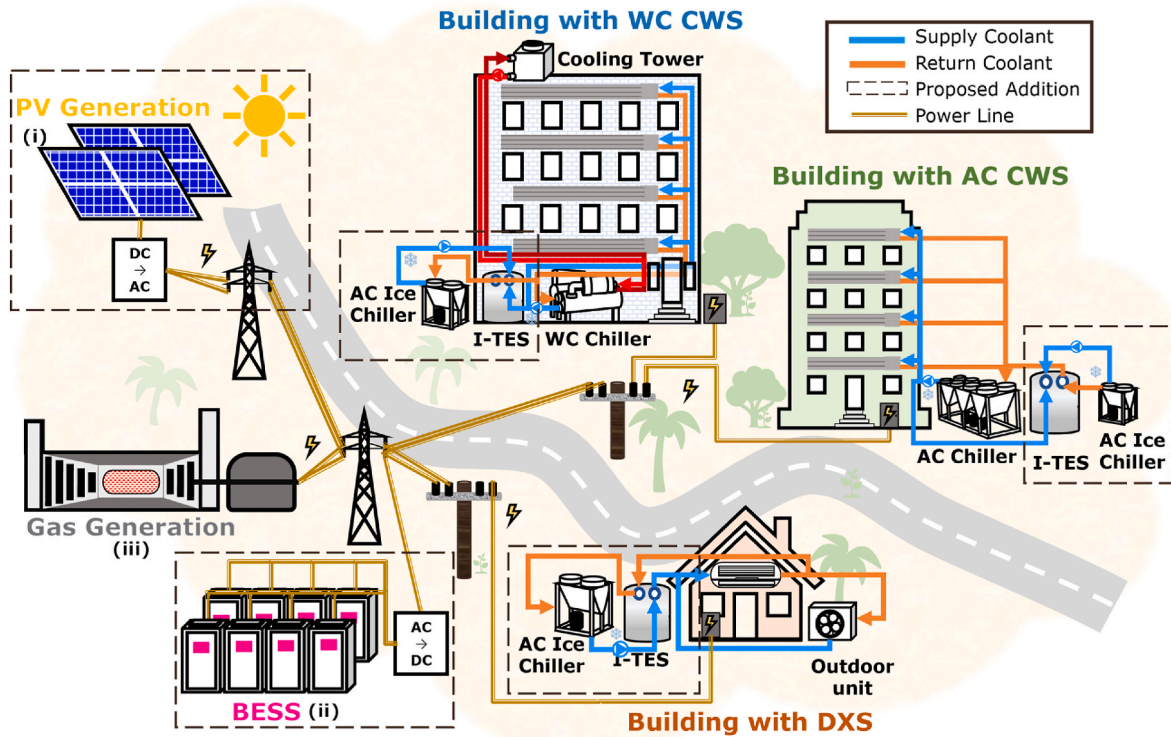 Building with WC CWS
Cooling Tower
Supply Coolant
Return Coolant
Proposed Addition
Power Line
PV Generation
(i)
DC
→
AC
Building with AC CWS
AC Ice
Chiller
I-TES
WC Chiller
AC Chiller
I-TES
AC Ice
Chiller
Gas Generation
(iii)
AC
→
DC
BESS (ii)
AC Ice
Chiller
I-TES
Outdoor
unit
Building with DXS